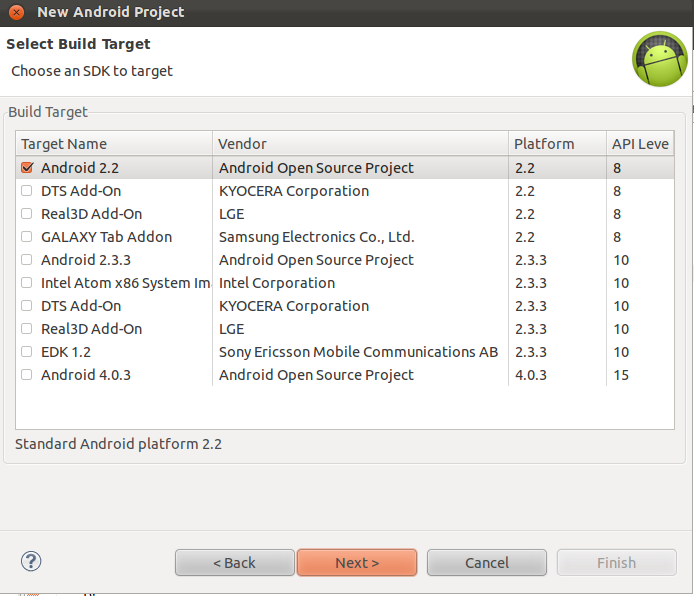 New Android Project
Select Build Target
Choose an SDK to target
Build Target
Target Name Vendor Platform API Leve
Android 2.2 Android Open Source Project 2.2 8
DTS Add-On KYOCERA Corporation 2.2 8
Real3D Add-On LGE 2.2 8
GALAXY Tab Addon Samsung Electronics Co., Ltd. 2.2 8
Android 2.3.3 Android Open Source Project 2.3.3 10
Intel Atom x86 System Im Intel Corporation 2.3.3 10
DTS Add-On KYOCERA Corporation 2.3.3 10
Real3D Add-On LGE 2.3.3 10
EDK 1.2 Sony Ericsson Mobile Communications AB 2.3.3 10
Android 4.0.3 Android Open Source Project 4.0.3 15
Standard Android platform 2.2
? < Back Next > Cancel Finish